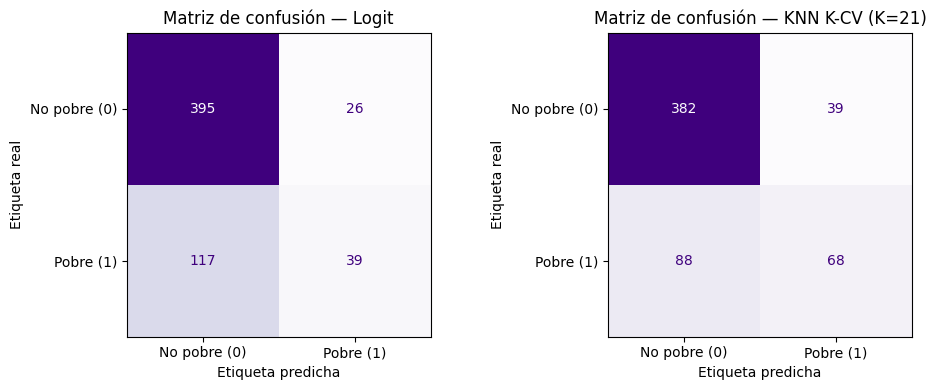 Matriz de confusión — Logit
No pobre (0)
395
26
Pobre (1)
117
39
Etiqueta real
No pobre (0)
Pobre (1)
Etiqueta predicha
Matriz de confusión — KNN K-CV (K=21)
No pobre (0)
382
39
Pobre (1)
88
68
Etiqueta real
No pobre (0)
Pobre (1)
Etiqueta predicha